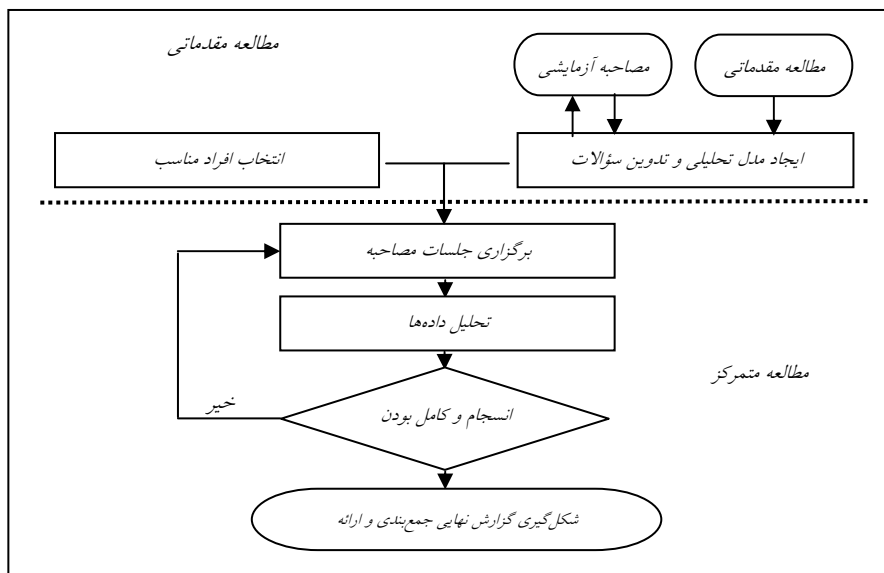 مطالعه مقدماتی
مطالعه مقدماتی
مصاحبه آزمایشی
ایجاد مدل تحلیلی و تدوین سؤالات
انتخاب افراد مناسب
برگزاری جلسات مصاحبه
تحلیل داده‌ها
مطالعه متمرکز
انسجام و کامل بودن
خیر
شکل‌گیری گزارش نهایی جمع‌بندی و ارائه